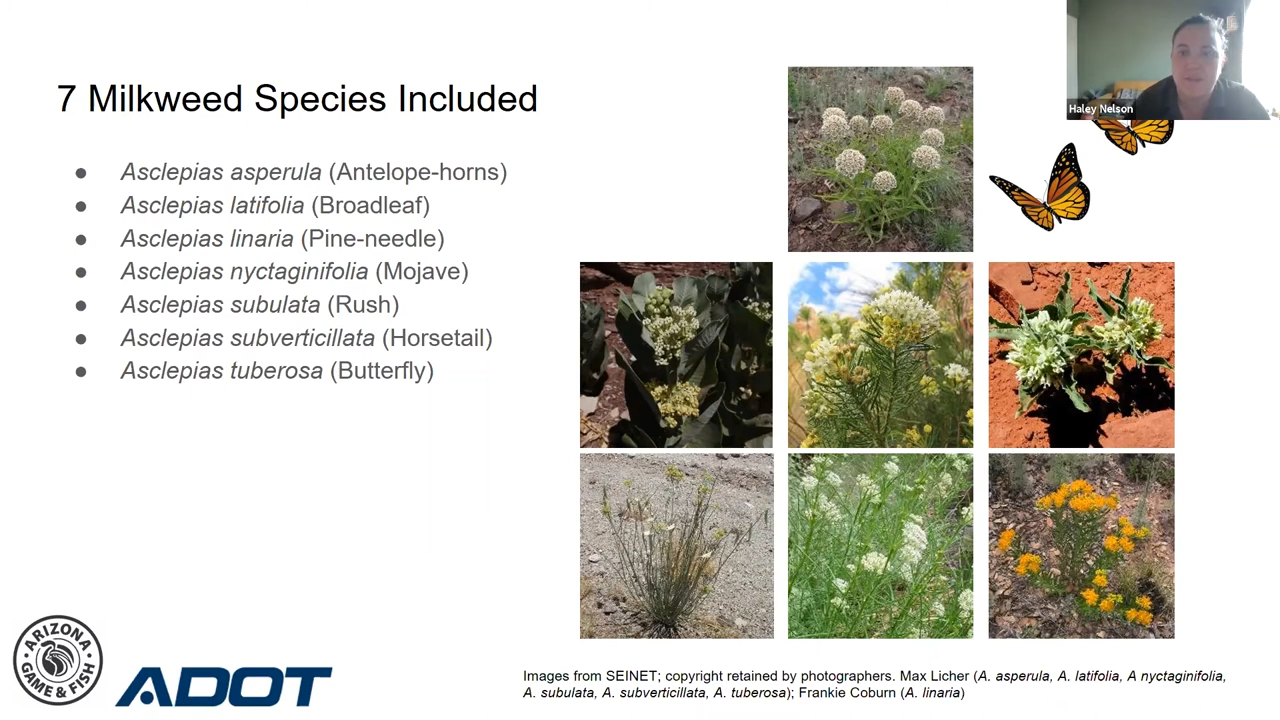 Haley Nelson
7 Milkweed Species Included
● Asclepias asperula (Antelope-horns)
● Asclepias latifolia (Broadleaf)
● Asclepias linaria (Pine-needle)
● Asclepias nyctaginifolia (Mojave)
● Asclepias subulata (Rush)
● Asclepias subverticillata (Horsetail)
● Asclepias tuberosa (Butterfly)
ARIZONA
GAME & FISH
ADOT
Images from SEINET; copyright retained by photographers. Max Licher (A. asperula, A. latifolia, A nyctaginifolia,
A. subulata, A. subverticillata, A. tuberosa); Frankie Coburn (A. linaria)